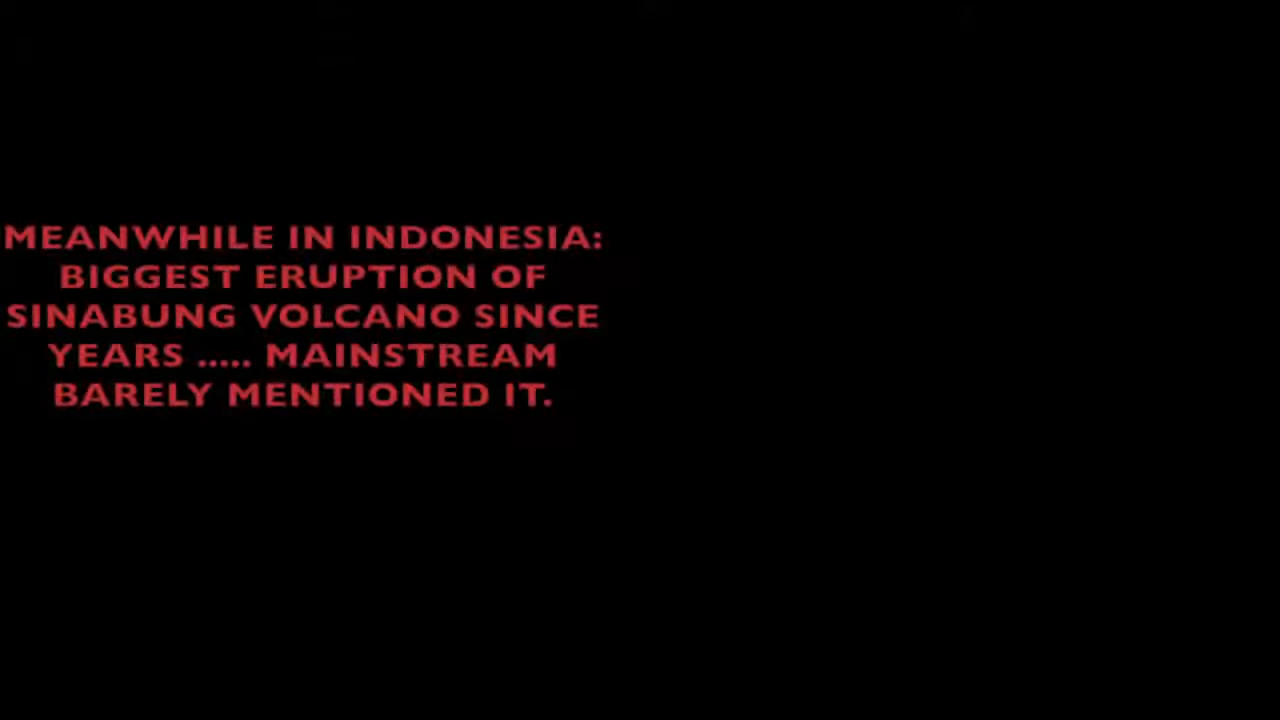 MEANWHILE IN INDONESIA:
BIGGEST ERUPTION OF
SINABUNG VOLCANO SINCE
YEARS ..... MAINSTREAM
BARELY MENTIONED IT.